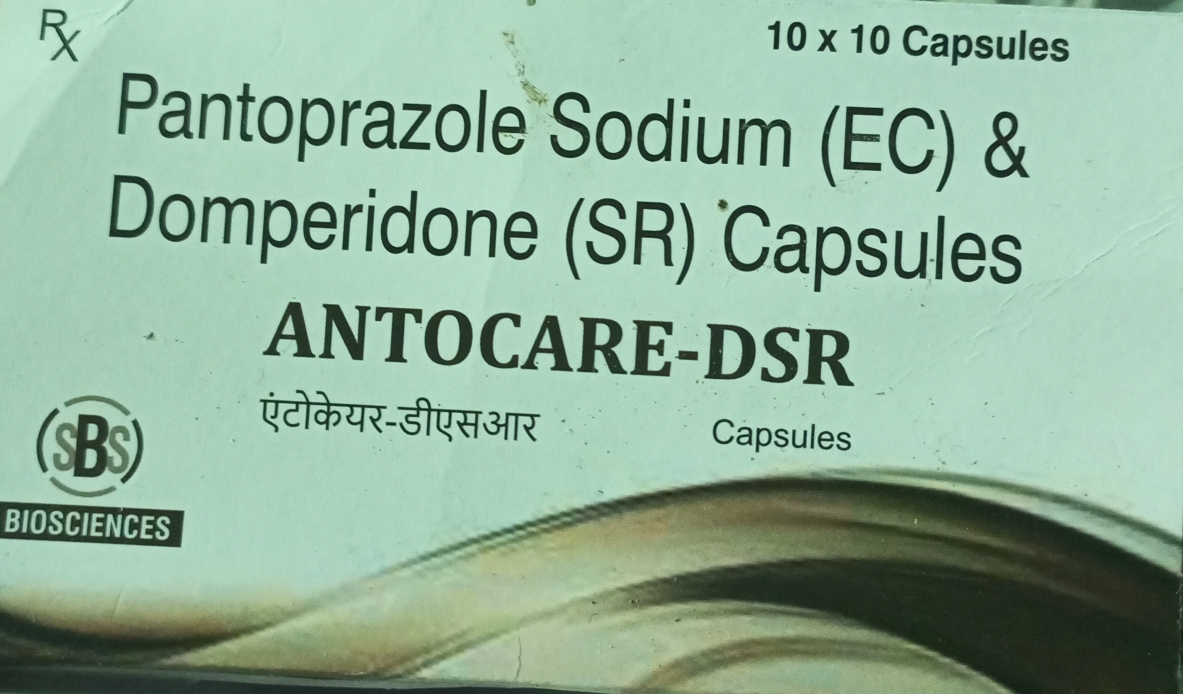 Rx
10 x 10 Capsules
Pantoprazole Sodium (EC) &
Domperidone (SR) Capsules
ANTOCARE-DSR
एंटोकेयर-डीएसआर
Capsules
SBS
BIOSCIENCES